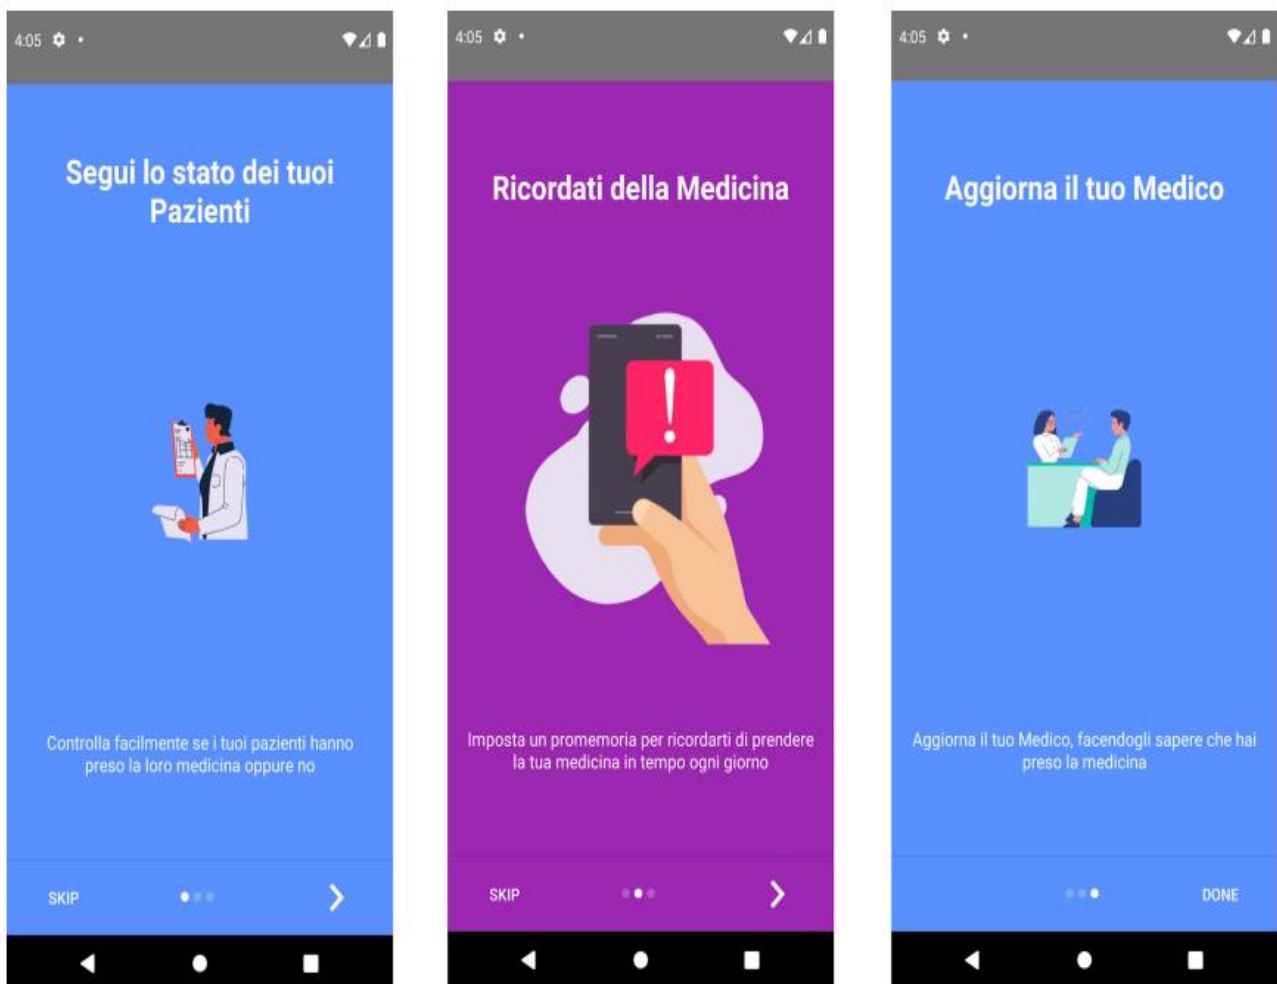 4:05
Segui lo stato dei tuoi
Pazienti
Controlla facilmente se i tuoi pazienti hanno
preso la loro medicina oppure no
SKIP
4:05
Ricordati della Medicina
Imposta un promemoria per ricordarti di prendere
la tua medicina in tempo ogni giorno
SKIP
4:05
Aggiorna il tuo Medico
Aggiorna il tuo Medico, facendogli sapere che hai
preso la medicina
DONE